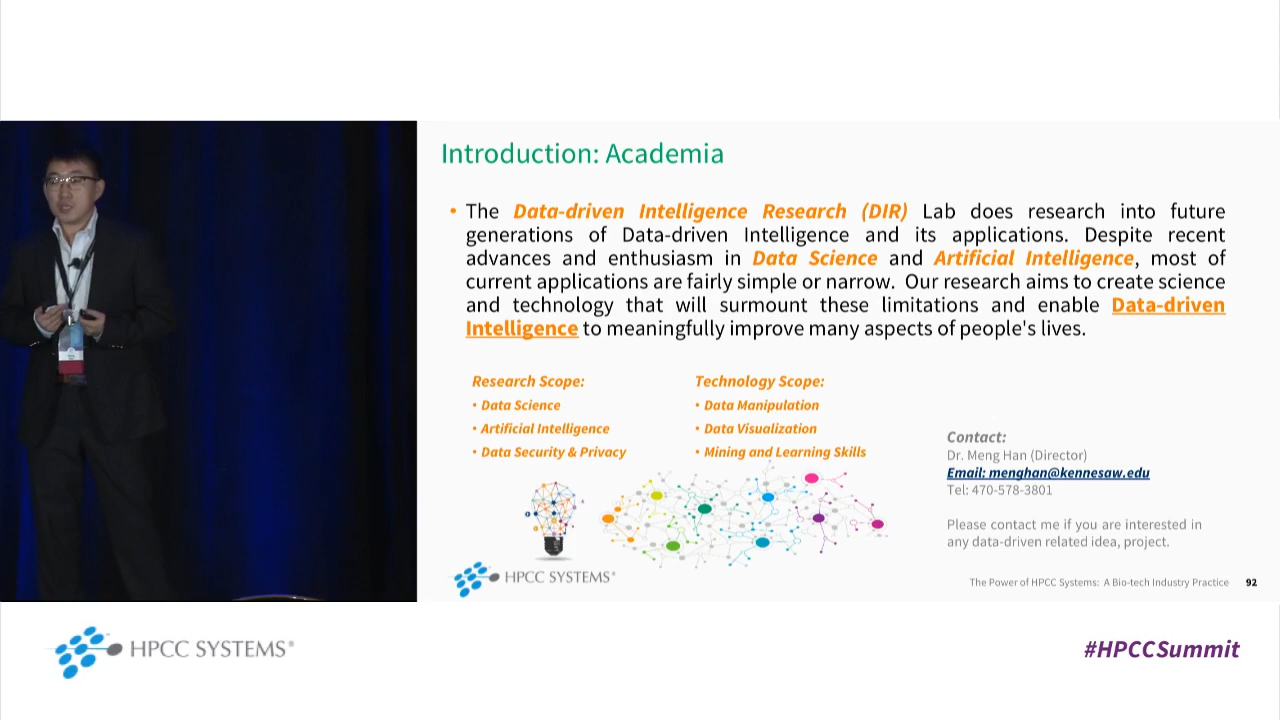 Introduction: Academia
• The Data-driven Intelligence Research (DIR) Lab does research into future
generations of Data-driven Intelligence and its applications. Despite recent
advances and enthusiasm in Data Science and Artificial Intelligence, most of
current applications are fairly simple or narrow. Our research aims to create science
and technology that will surmount these limitations and enable Data-driven
Intelligence to meaningfully improve many aspects of people's lives.
Research Scope:
• Data Science
• Artificial Intelligence
• Data Security & Privacy
Technology Scope:
• Data Manipulation
• Data Visualization
• Mining and Learning Skills
Contact:
Dr. Meng Han (Director)
Email: menghan@kennesaw.edu
Tel: 470-578-3801
Please contact me if you are interested in
any data-driven related idea, project.
HPCC SYSTEMS®
The Power of HPCC Systems: A Bio-tech Industry Practice 92
HPCC SYSTEMS®
#HPCCSummit